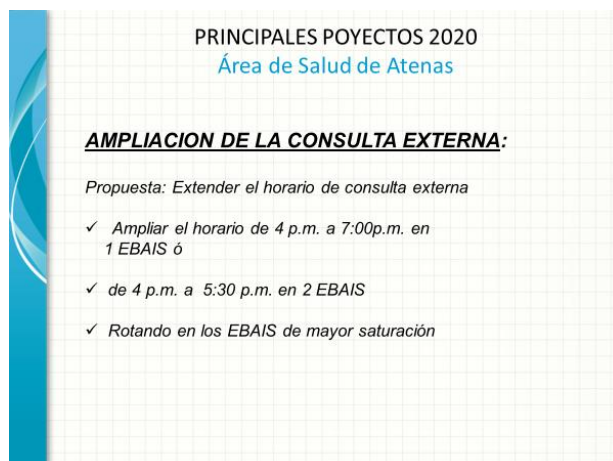 PRINCIPALES POYECTOS 2020
Área de Salud de Atenas
AMPLIACION DE LA CONSULTA EXTERNA:
Propuesta: Extender el horario de consulta externa
✓ Ampliar el horario de 4 p.m. a 7:00p.m. en
1 EBAIS ó
✓ de 4 p.m. a 5:30 p.m. en 2 EBAIS
✓ Rotando en los EBAIS de mayor saturación